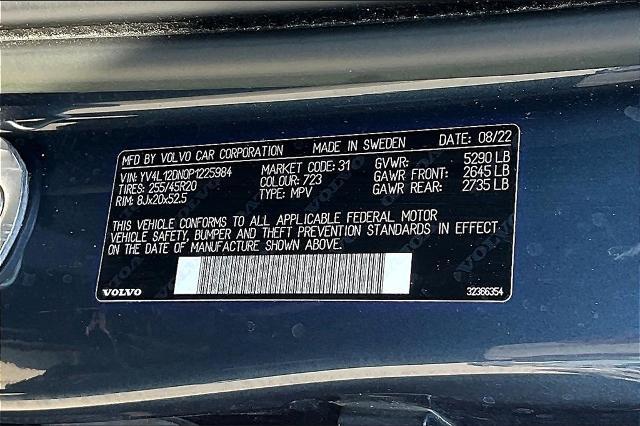 MFD BY VOLVO CAR CORPORATION MADE IN SWEDEN DATE: 08/22
VIN: YV4L12DN0P1225984 MARKET CODE: 31 GVWR: 5290 LB
TIRES: 255/45R20 COLOUR: 723 GAWR FRONT: 2645 LB
RIM: 8Jx20x52.5 TYPE: MPV GAWR REAR: 2735 LB
THIS VEHICLE CONFORMS TO ALL APPLICABLE FEDERAL MOTOR
VEHICLE SAFETY, BUMPER AND THEFT PREVENTION STANDARDS IN EFFECT
ON THE DATE OF MANUFACTURE SHOWN ABOVE.
VOLVO 32366354